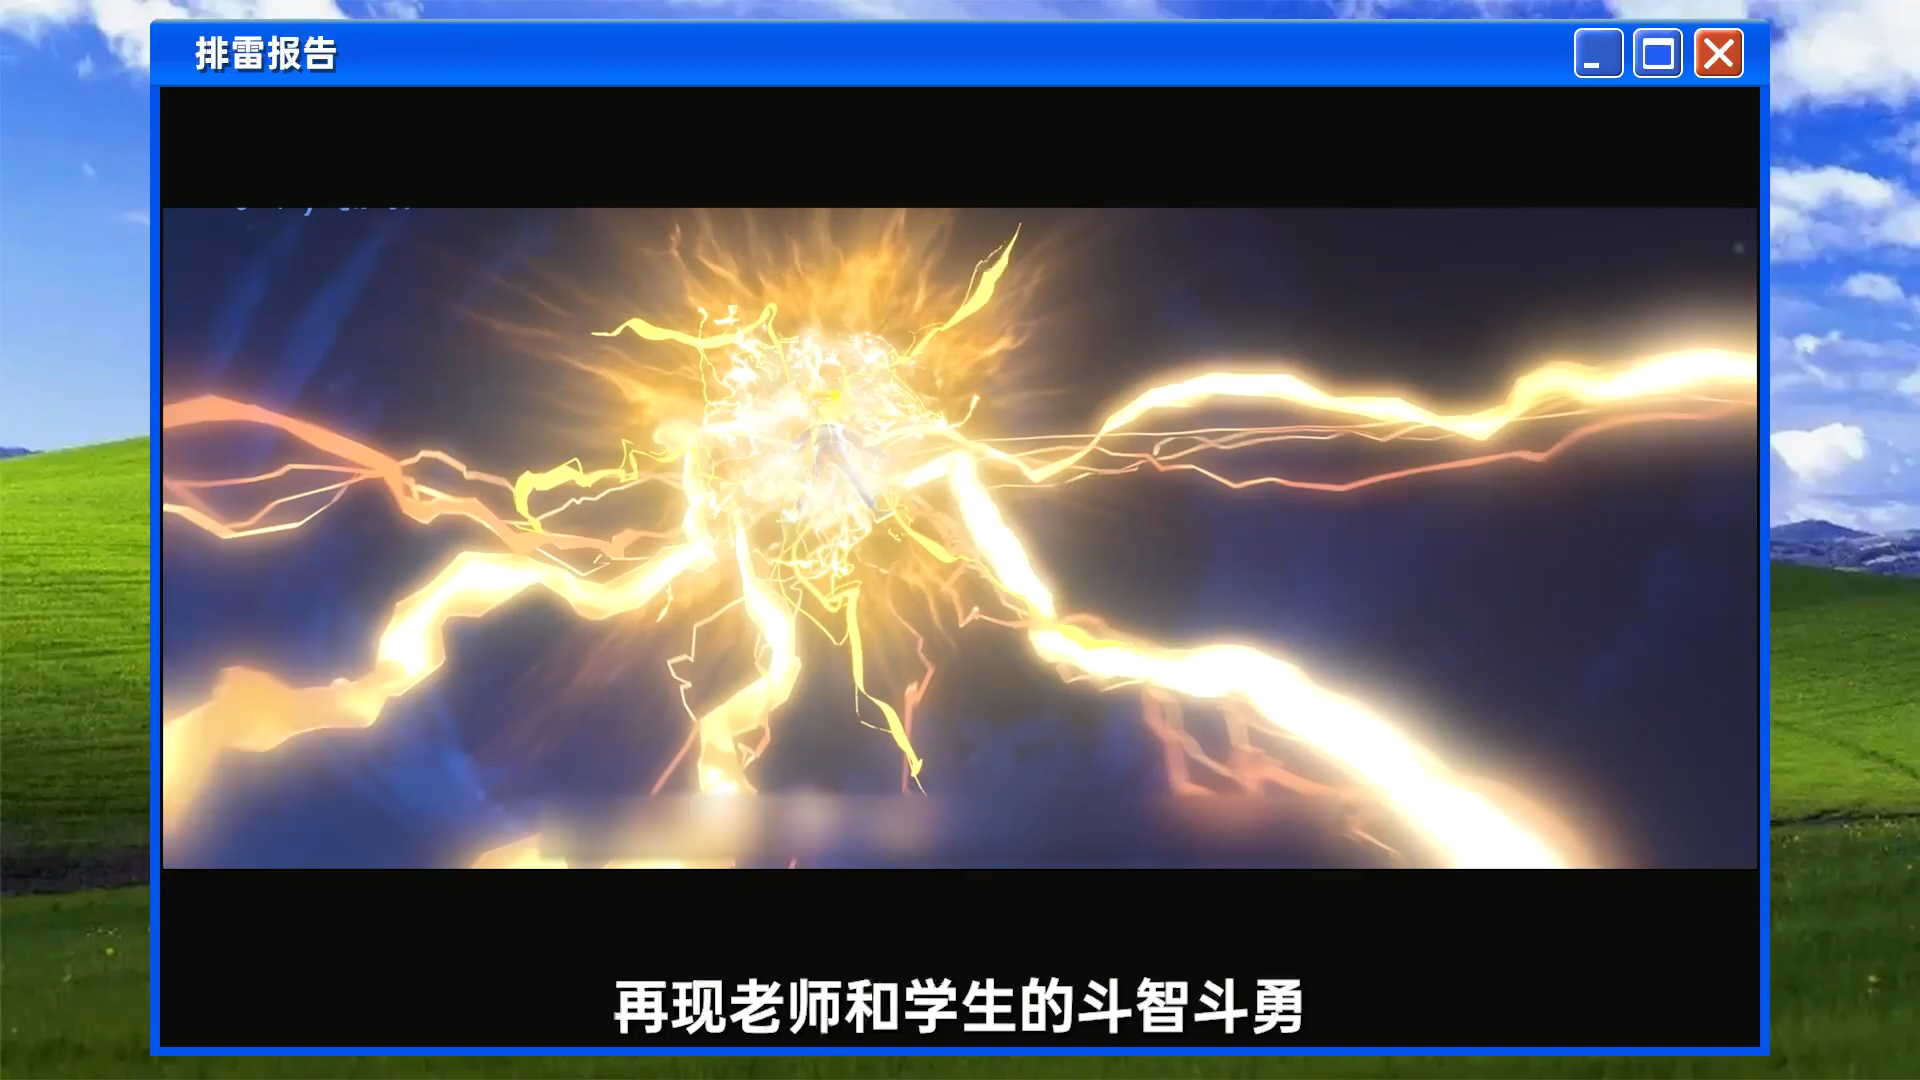 排雷报告
再现老师和学生的斗智斗勇